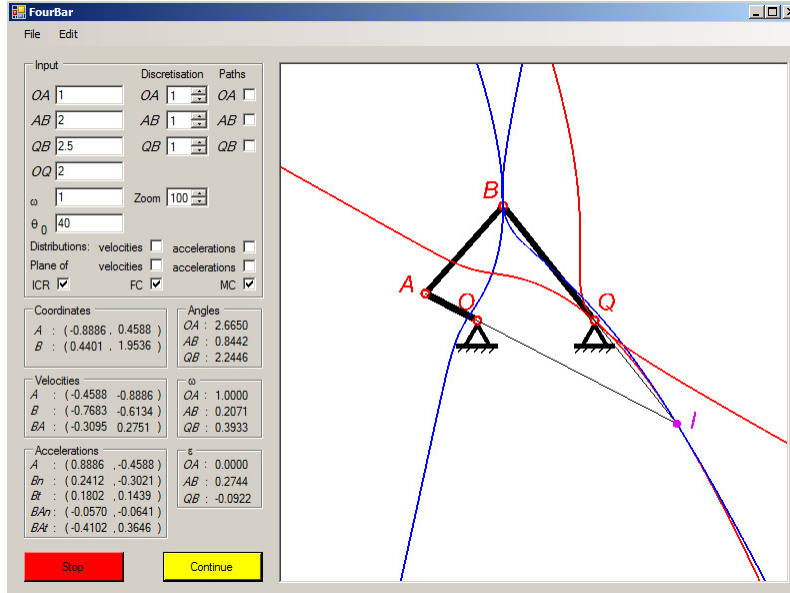 FourBar
File Edit
Input
Discretisation Paths
OA 1 OA 1 OA
AB 2 AB 1 AB
QB 2.5 QB 1 QB
OQ 2
ω 1 Zoom 100
θ0 40
Distributions: velocities accelerations
Plane of velocities accelerations
ICR FC MC
Coordinates
A : (-0.8886 , 0.4588 )
B : ( 0.4401 , 1.9536 )
Angles
OA : 2.6650
AB : 0.8442
QB : 2.2446
Velocities
A : (-0.4588 -0.8886 )
B : (-0.7683 -0.6134 )
BA : (-0.3095 0.2751 )
ω
OA : 1.0000
AB : 0.2071
QB : 0.3933
Accelerations
A : ( 0.8886 ,-0.4588 )
Bn : ( 0.2412 ,-0.3021 )
Bt : ( 0.1802 , 0.1439 )
BAn : (-0.0570 ,-0.0641 )
BAt : (-0.4102 , 0.3646 )
ε
OA : 0.0000
AB : 0.2744
QB : -0.0922
Stop Continue
B
A
O
Q
I